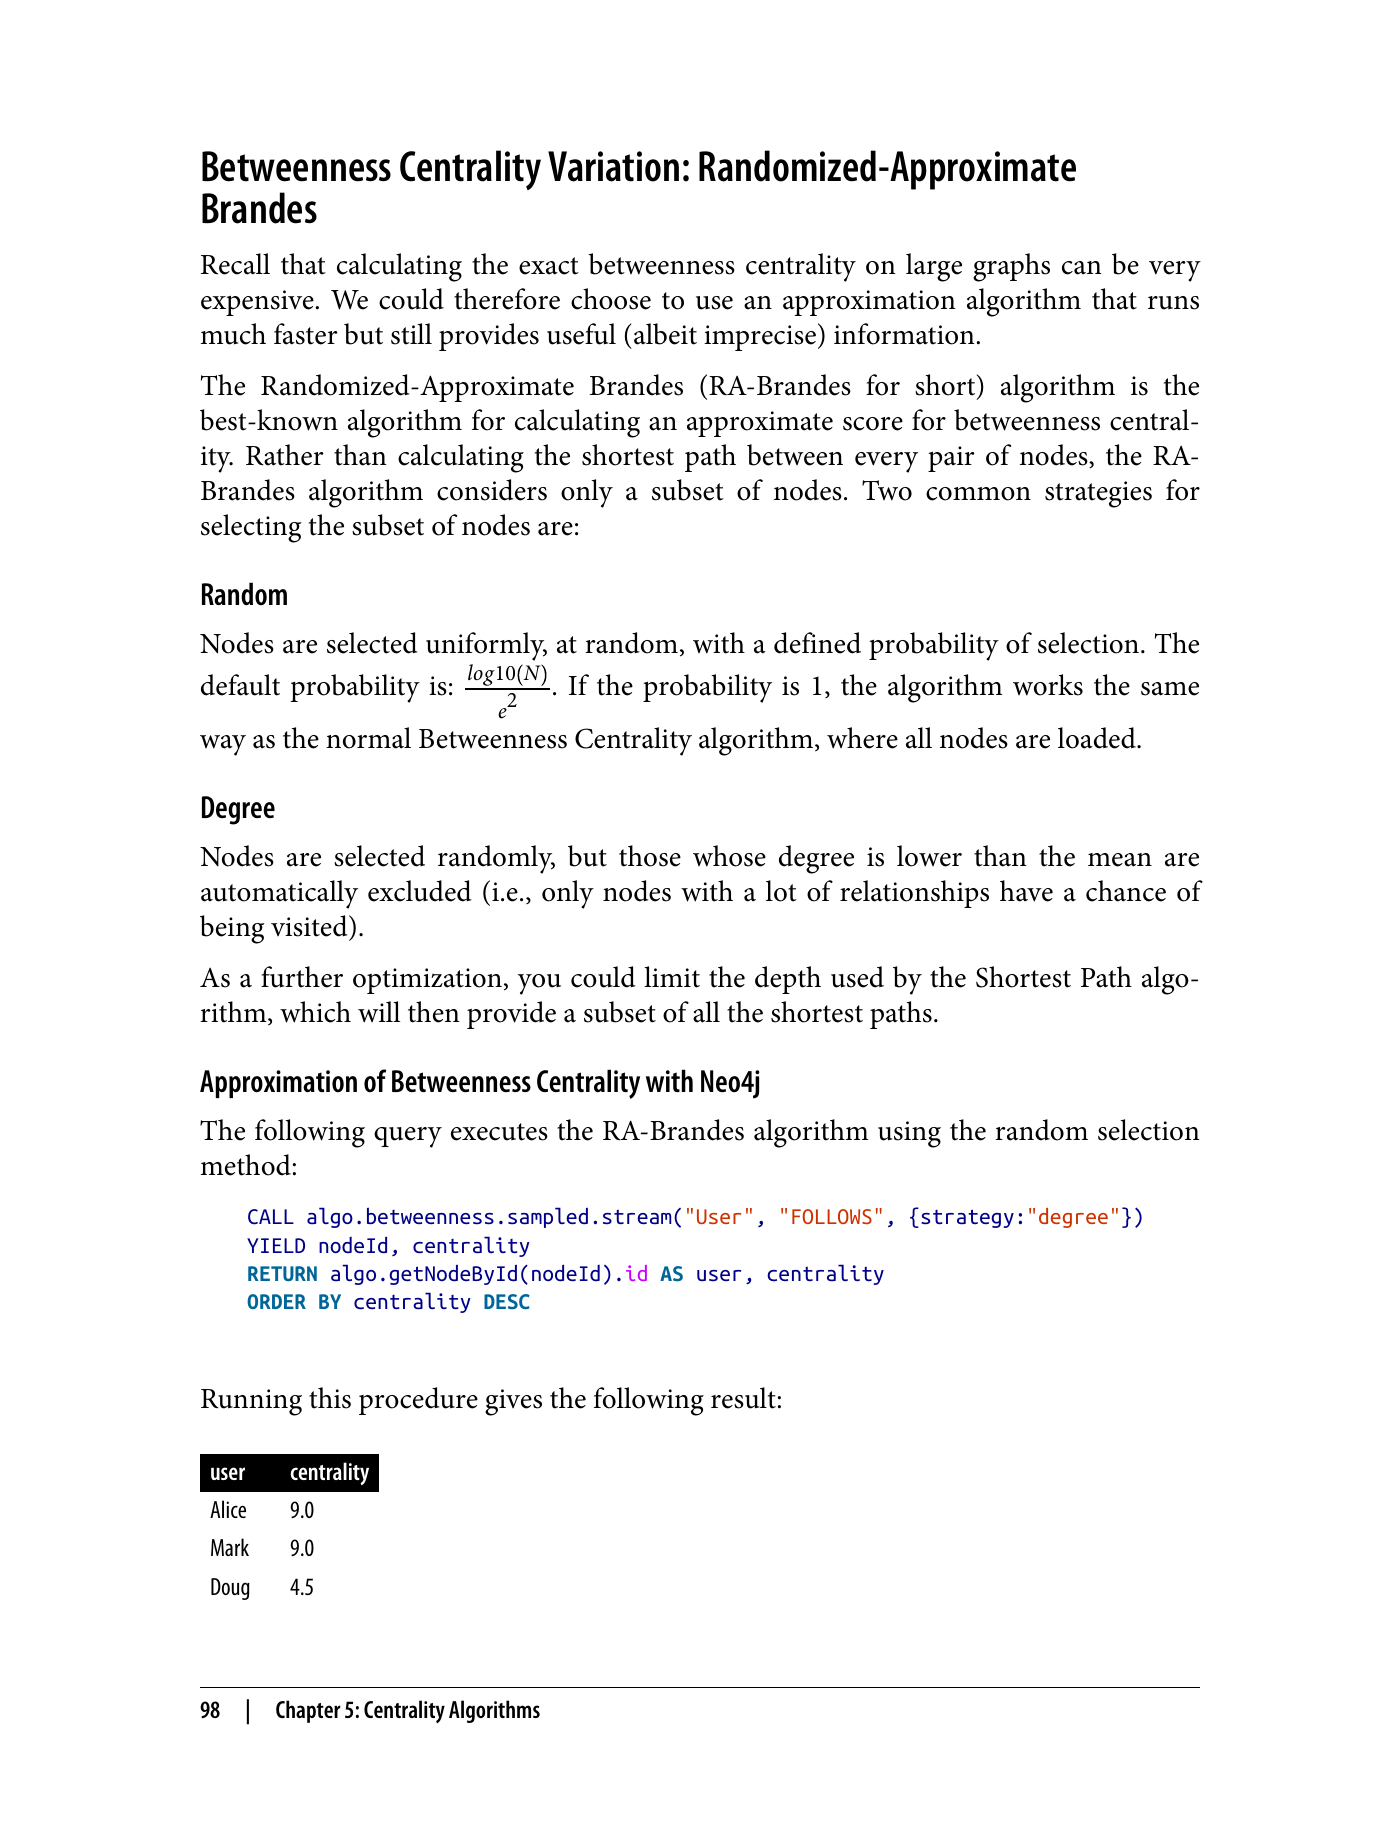 Betweenness Centrality Variation: Randomized-Approximate
Brandes
Recall that calculating the exact betweenness centrality on large graphs can be very
expensive. We could therefore choose to use an approximation algorithm that runs
much faster but still provides useful (albeit imprecise) information.
The Randomized-Approximate Brandes (RA-Brandes for short) algorithm is the
best-known algorithm for calculating an approximate score for betweenness central-
ity. Rather than calculating the shortest path between every pair of nodes, the RA-
Brandes algorithm considers only a subset of nodes. Two common strategies for
selecting the subset of nodes are:
Random
Nodes are selected uniformly, at random, with a defined probability of selection. The
default probability is: log10(N)/e^2. If the probability is 1, the algorithm works the same
way as the normal Betweenness Centrality algorithm, where all nodes are loaded.
Degree
Nodes are selected randomly, but those whose degree is lower than the mean are
automatically excluded (i.e., only nodes with a lot of relationships have a chance of
being visited).
As a further optimization, you could limit the depth used by the Shortest Path algo-
rithm, which will then provide a subset of all the shortest paths.
Approximation of Betweenness Centrality with Neo4j
The following query executes the RA-Brandes algorithm using the random selection
method:
CALL algo.betweenness.sampled.stream("User", "FOLLOWS", {strategy:"degree"})
YIELD nodeId, centrality
RETURN algo.getNodeById(nodeId).id AS user, centrality
ORDER BY centrality DESC
Running this procedure gives the following result:
user centrality
Alice 9.0
Mark 9.0
Doug 4.5
98 | Chapter 5: Centrality Algorithms